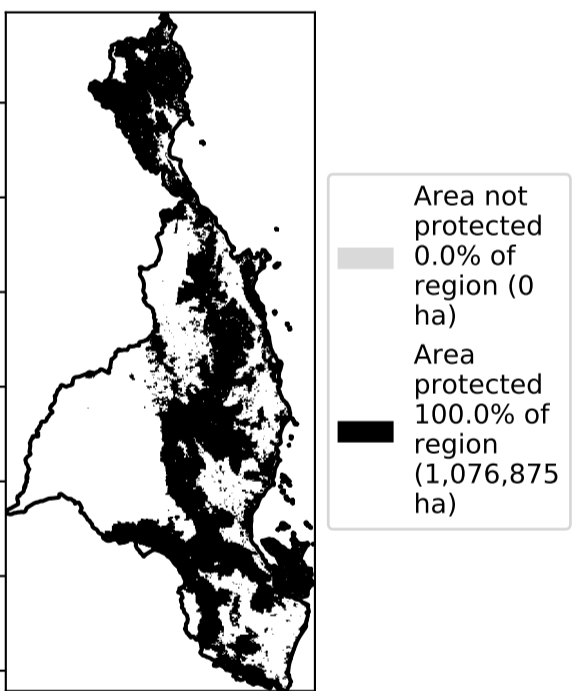 Area not
protected
0.0% of
region (0
ha)
Area
protected
100.0% of
region
(1,076,875
ha)